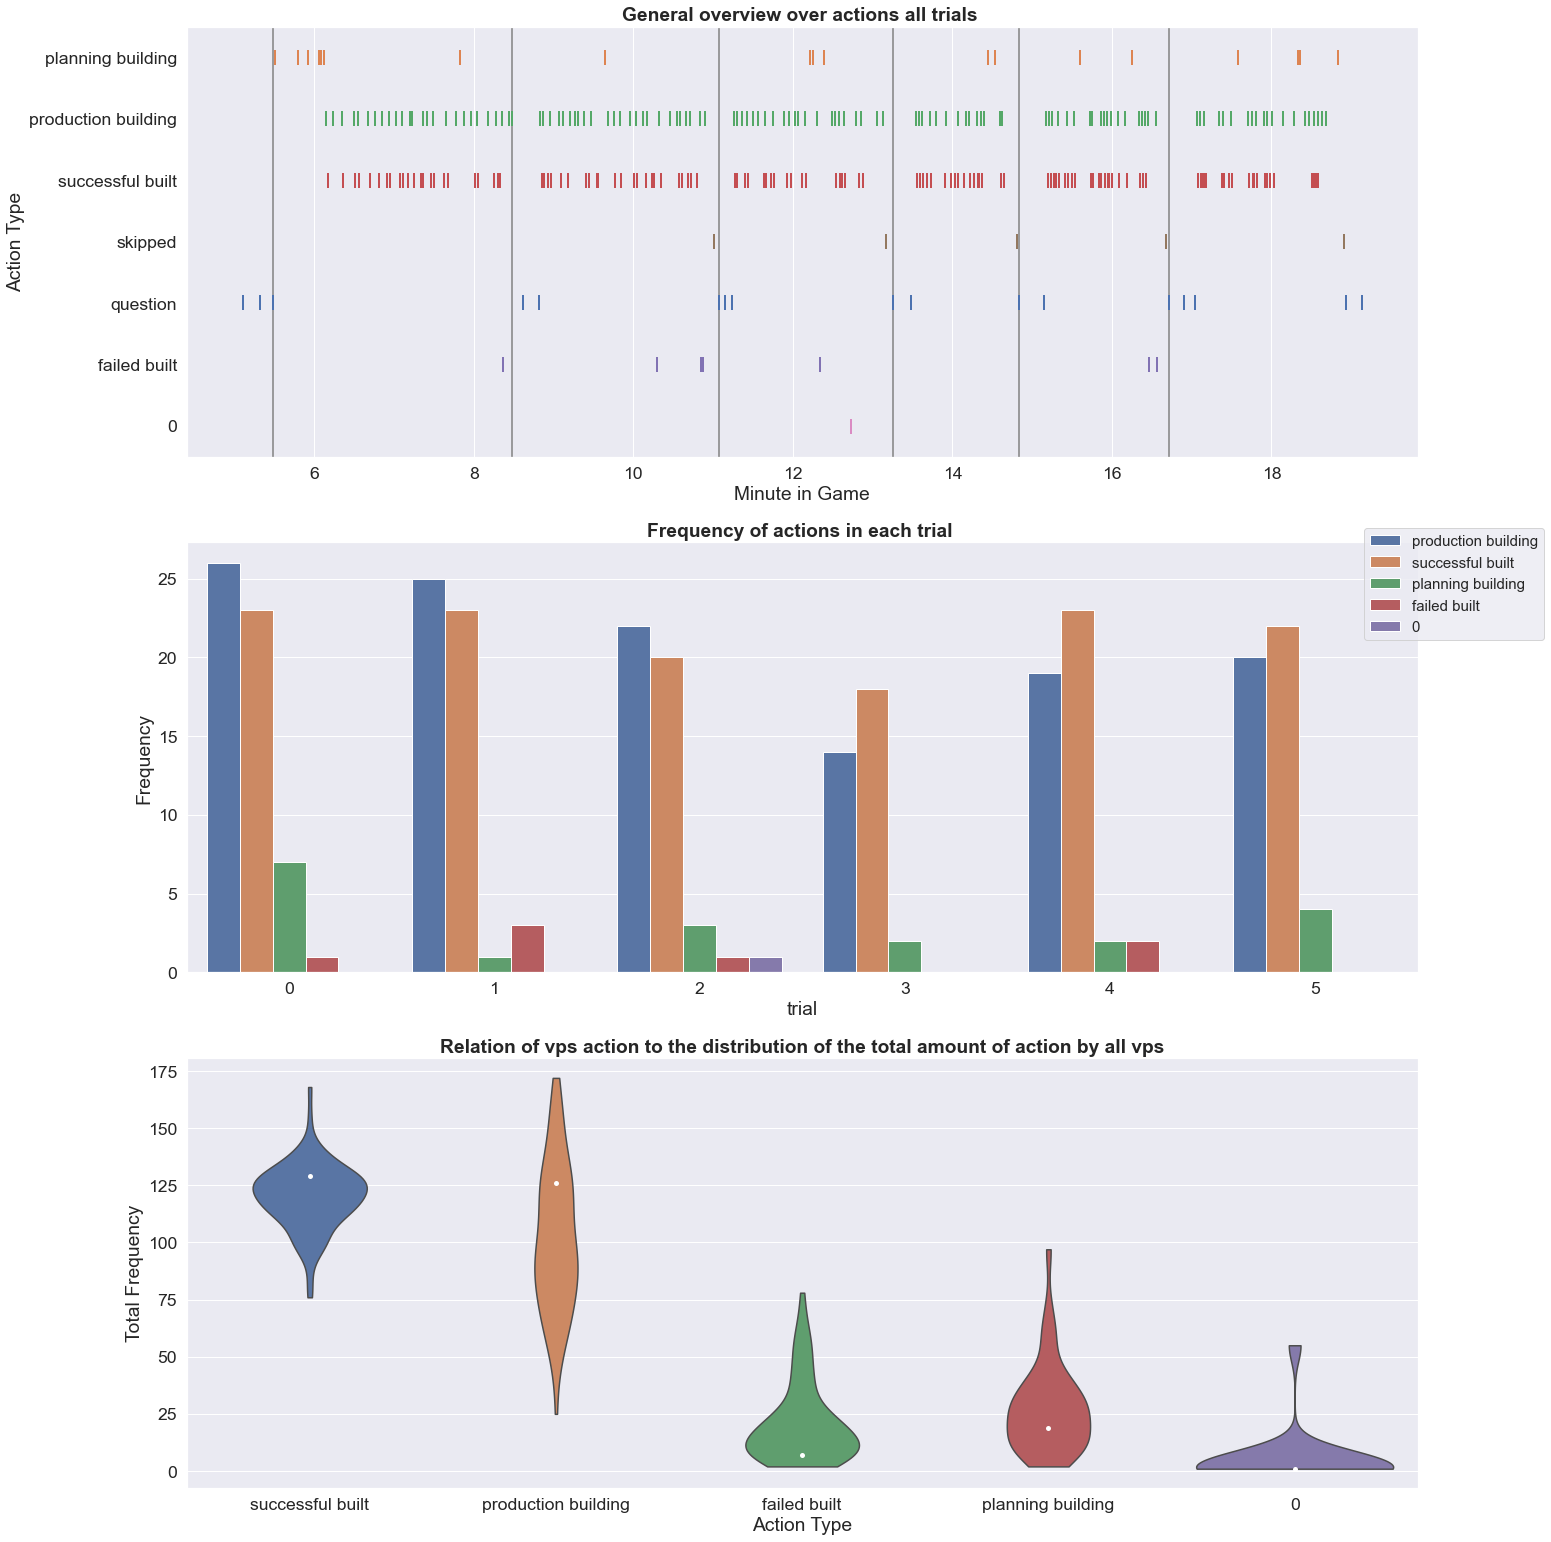 General overview over actions all trials
planning building
production building
successful built
skipped
question
failed built
0
Action Type
6 8 10 12 14 16 18
Minute in Game
Frequency of actions in each trial
production building
successful built
planning building
failed built
0
25
20
15
10
5
0
Frequency
0 1 2 3 4 5
trial
Relation of vps action to the distribution of the total amount of action by all vps
175
150
125
100
75
50
25
0
Total Frequency
successful built production building failed built planning building 0
Action Type